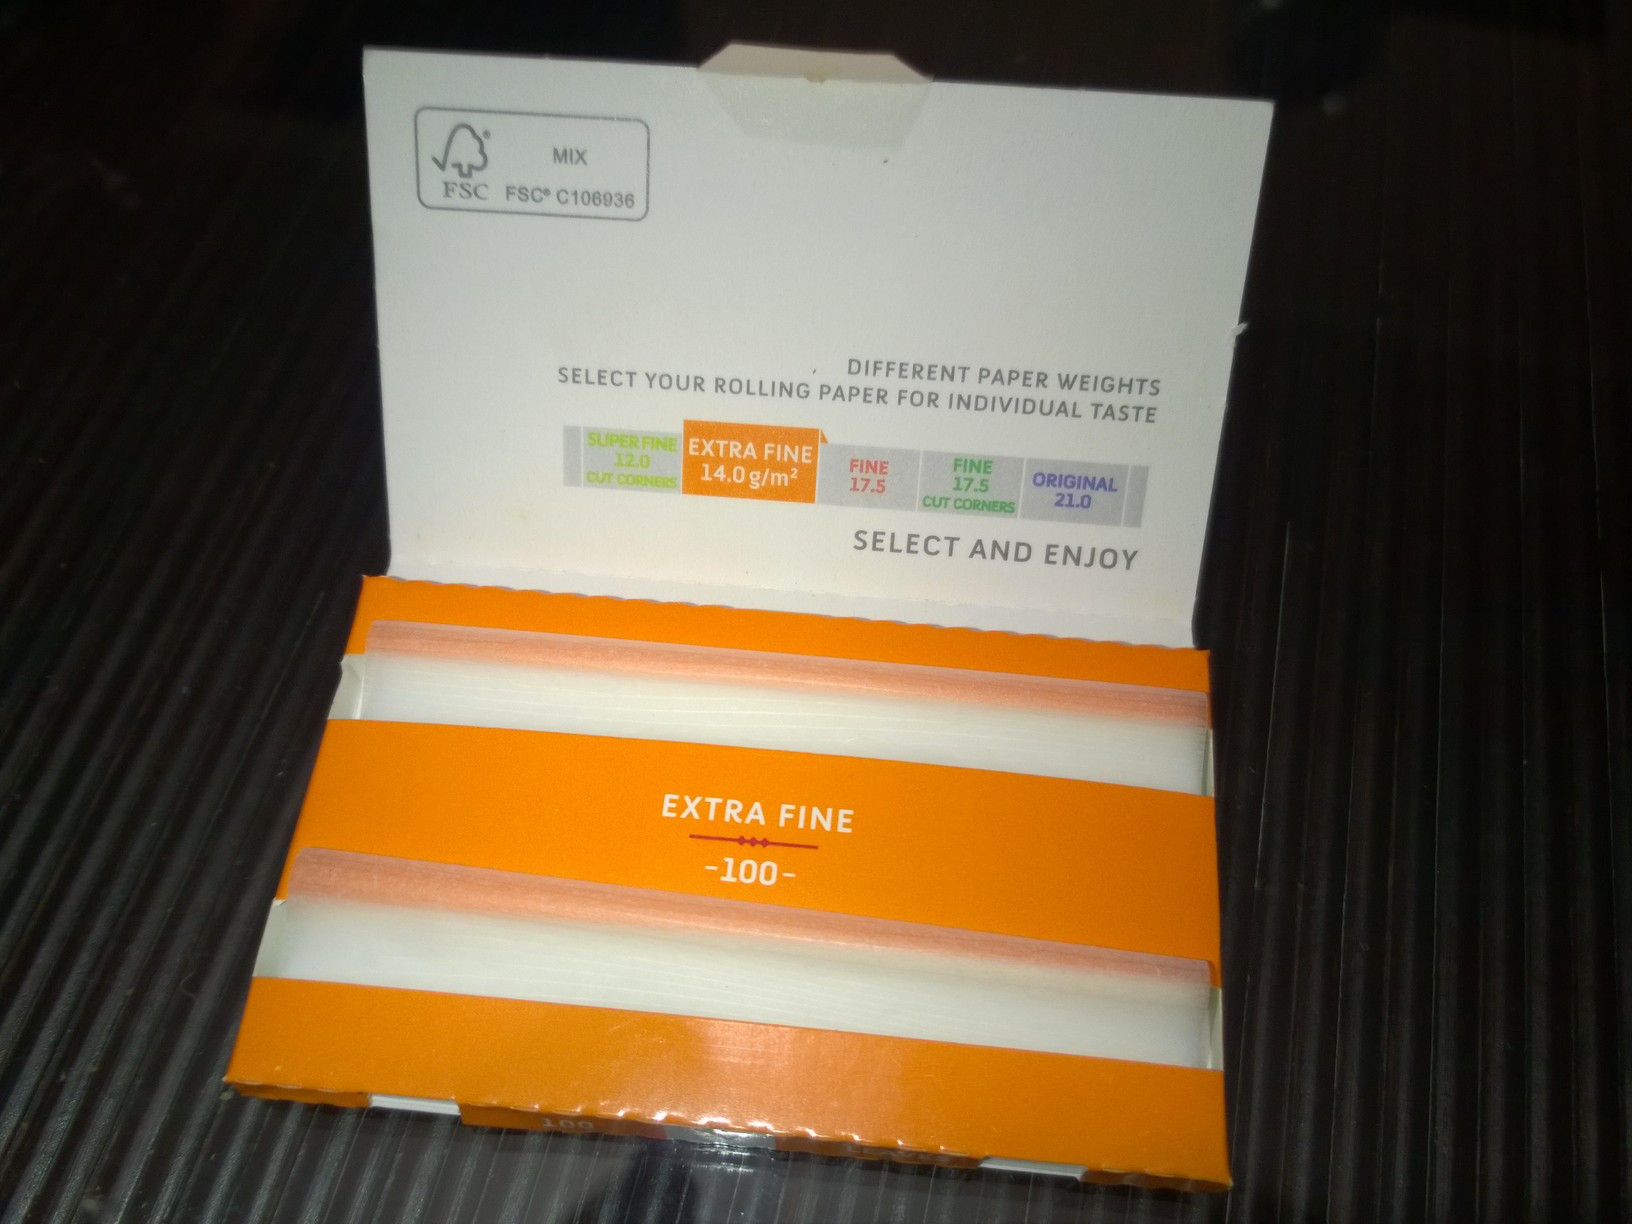 FSC
MIX
FSC® C106936
DIFFERENT PAPER WEIGHTS
SELECT YOUR ROLLING PAPER FOR INDIVIDUAL TASTE
SUPER FINE
12.0
CUT CORNERS
EXTRA FINE
14.0 g/m²
FINE
17.5
FINE
17.5
CUT CORNERS
ORIGINAL
21.0
SELECT AND ENJOY
EXTRA FINE
-100-
100